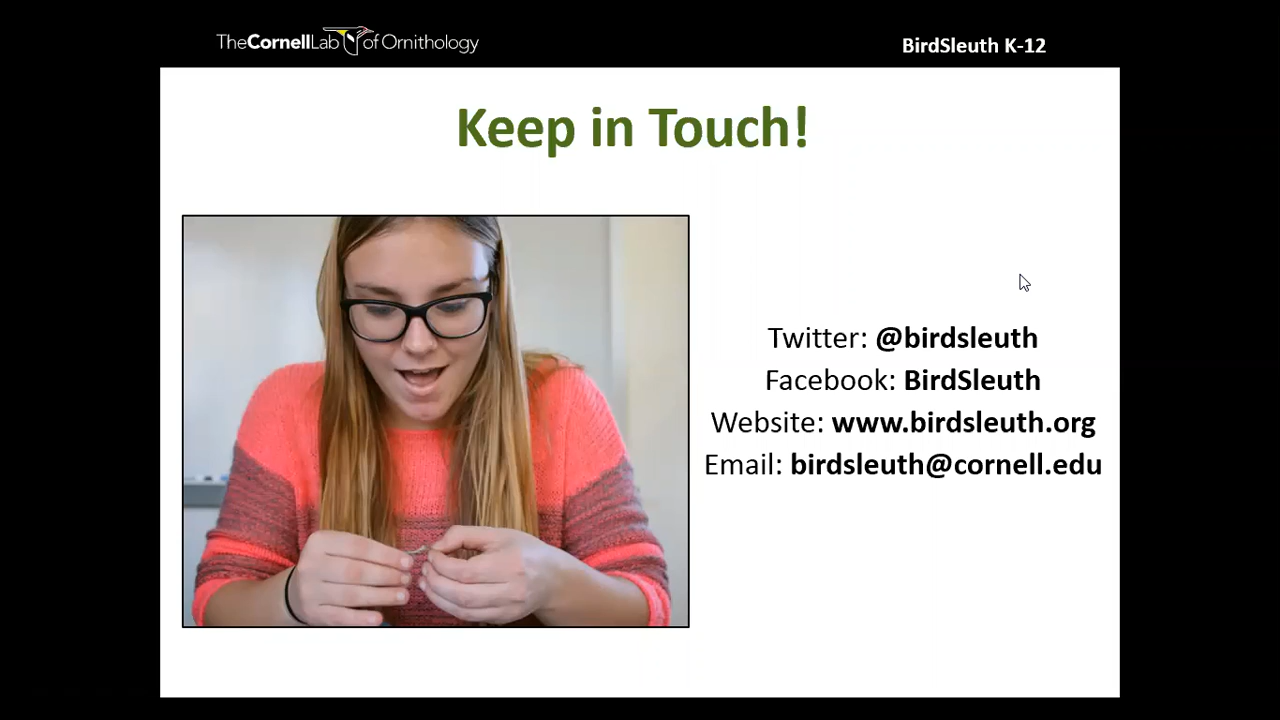 TheCornellLab of Ornithology
BirdSleuth K-12
Keep in Touch!
Twitter: @birdsleuth
Facebook: BirdSleuth
Website: www.birdsleuth.org
Email: birdsleuth@cornell.edu